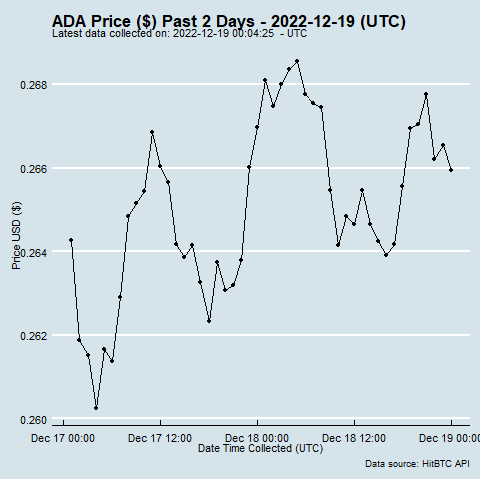 ADA Price ($) Past 2 Days - 2022-12-19 (UTC)
Latest data collected on: 2022-12-19 00:04:25  - UTC
Price USD ($)
0.268
0.266
0.264
0.262
0.260
Dec 17 00:00 Dec 17 12:00 Dec 18 00:00 Dec 18 12:00 Dec 19 00:00
Date Time Collected (UTC)
Data source: HitBTC API